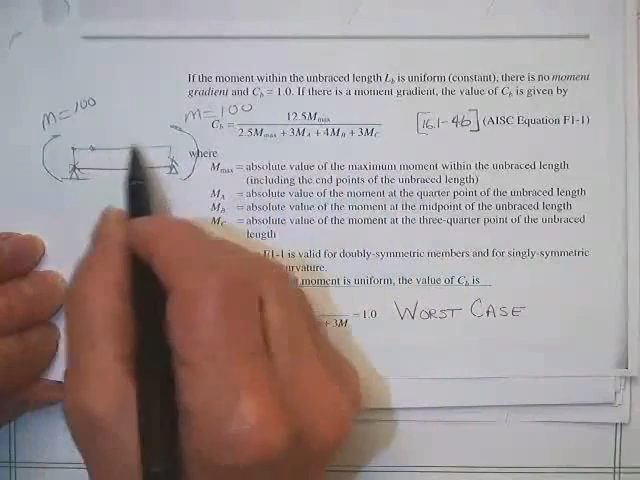 If the moment within the unbraced length Lb is uniform (constant), there is no moment
gradient and Cb = 1.0. If there is a moment gradient, the value of Cb is given by
m=100
m=100
Cb = 12.5Mmax / 2.5Mmax + 3MA + 4MB + 3MC
[16.1-46] (AISC Equation F1-1)
where
Mmax = absolute value of the maximum moment within the unbraced length
(including the end points of the unbraced length)
MA = absolute value of the moment at the quarter point of the unbraced length
MB = absolute value of the moment at the midpoint of the unbraced length
MC = absolute value of the moment at the three-quarter point of the unbraced
length
F1-1 is valid for doubly-symmetric members and for singly-symmetric
moment is uniform, the value of Cb is
+ 3M = 1.0 WORST CASE